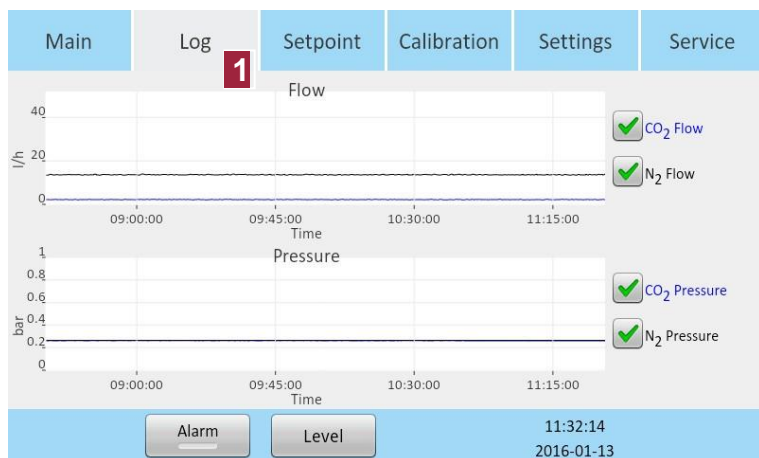 Main Log Setpoint Calibration Settings Service
1
Flow
40
20
0
l/h
CO2 Flow
N2 Flow
09:00:00 09:45:00 10:30:00 11:15:00
Time
Pressure
1
0.8
0.6
0.4
0.2
0
bar
CO2 Pressure
N2 Pressure
09:00:00 09:45:00 10:30:00 11:15:00
Time
Alarm Level 11:32:14
2016-01-13